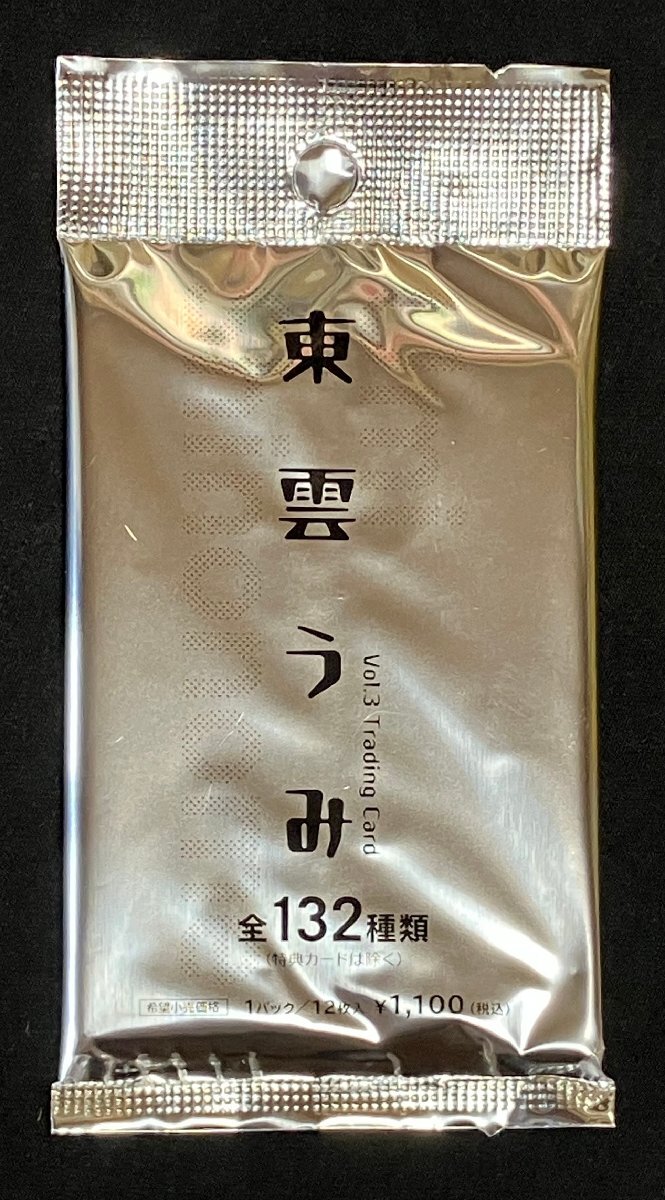 東雲うみ
Vol.3 Trading Card
全132種類
(特典カードは除く)
希望小売価格 1パック/12枚入 ¥1,100(税込)